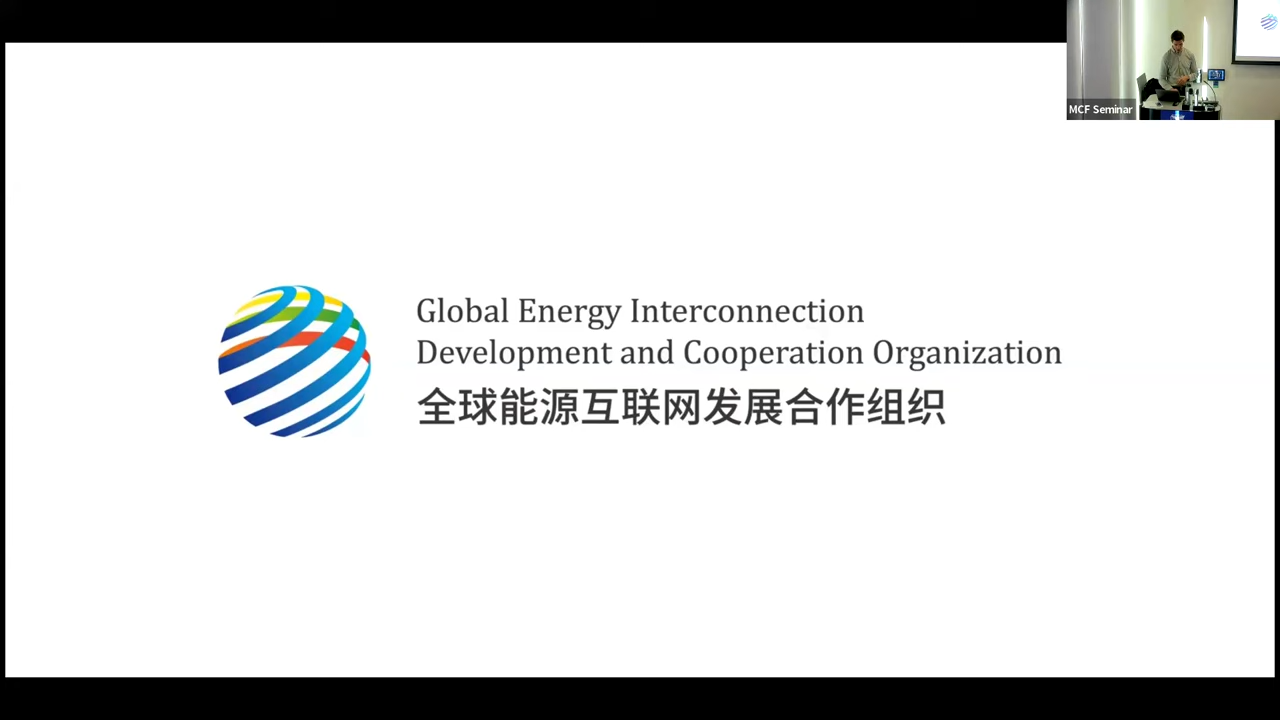 Global Energy Interconnection
Development and Cooperation Organization
全球能源互联网发展合作组织
MCF Seminar